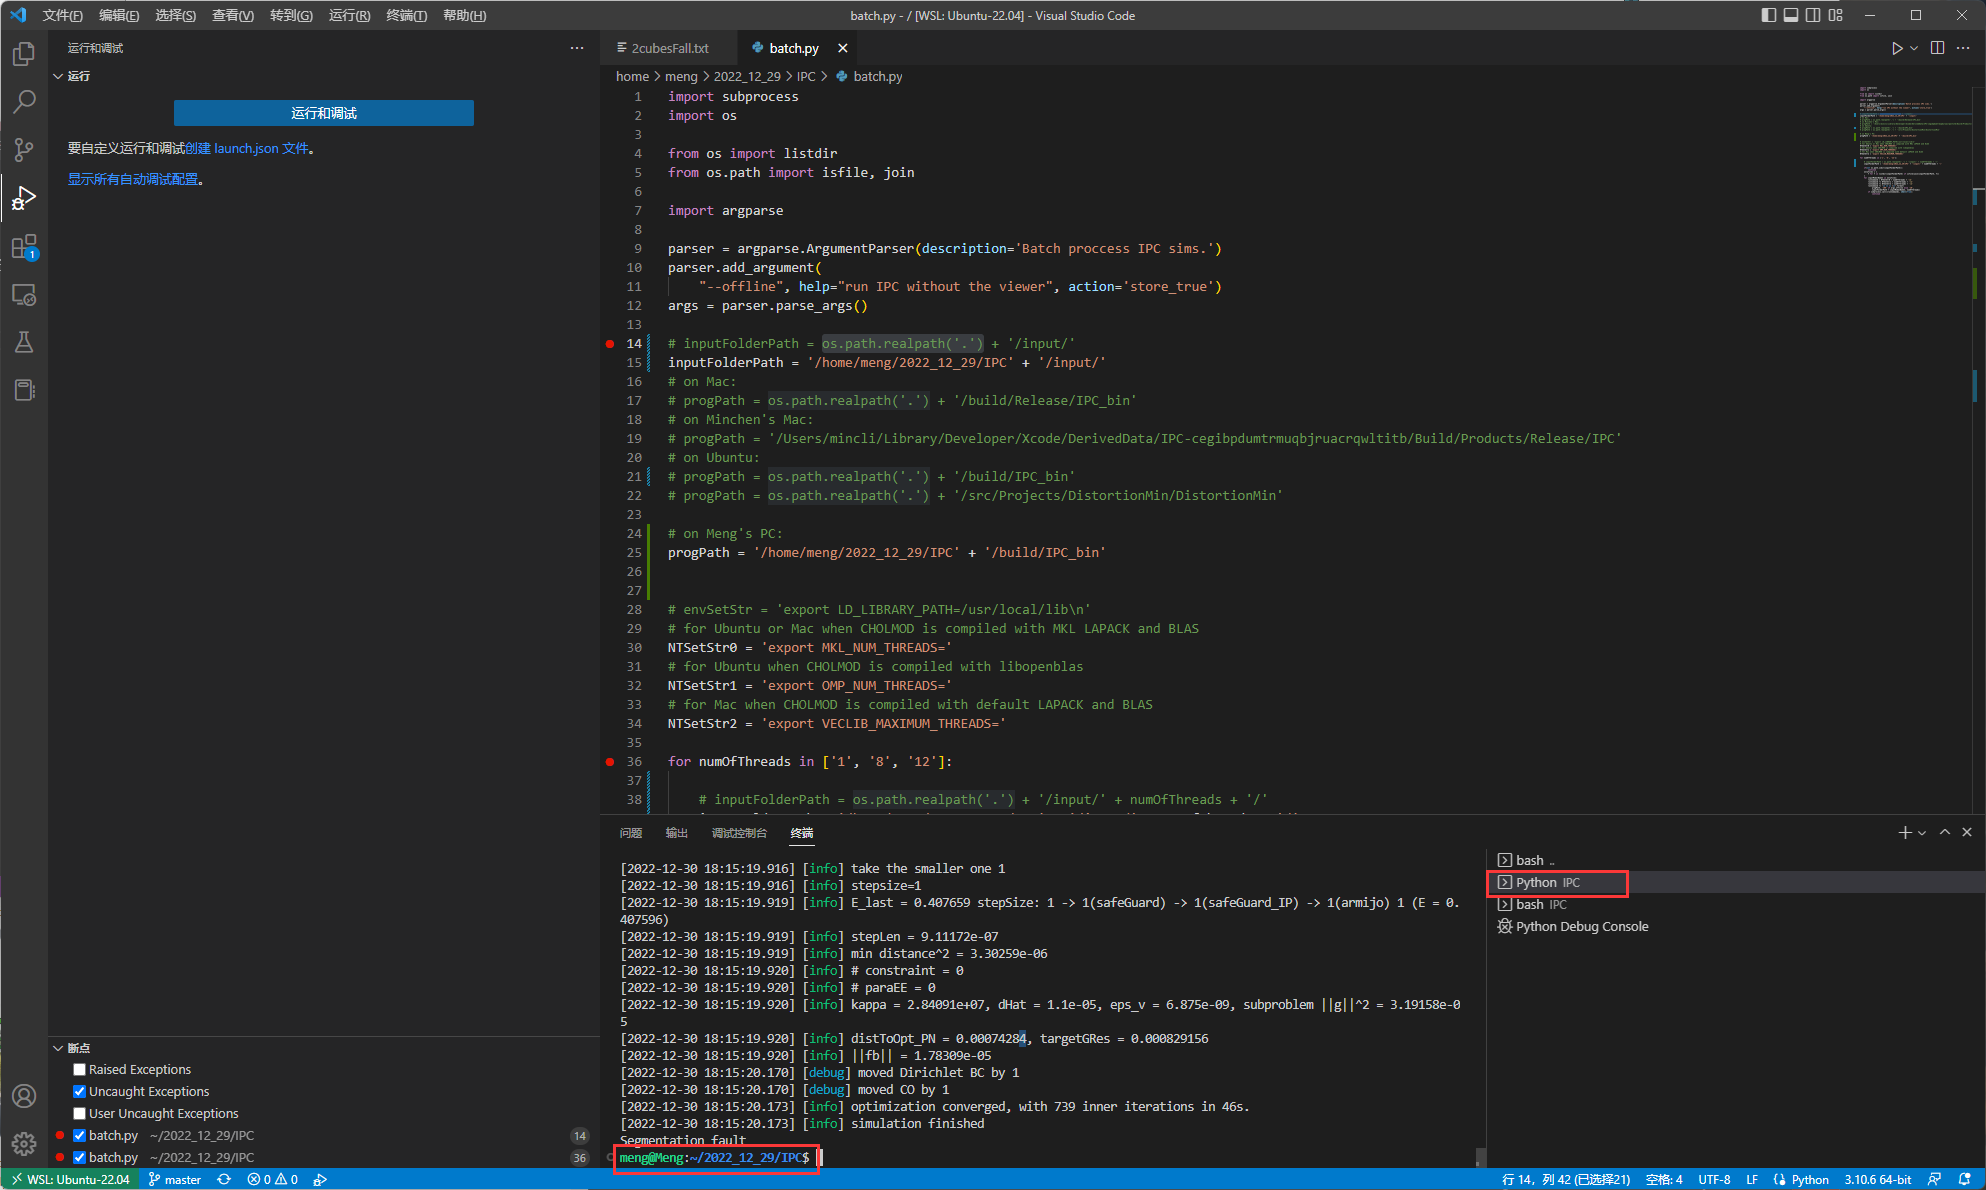 文件(F) 编辑(E) 选择(S) 查看(V) 转到(G) 运行(R) 终端(T) 帮助(H)
batch.py - / [WSL: Ubuntu-22.04] - Visual Studio Code
运行和调试
运行
运行和调试
要自定义运行和调试创建 launch.json 文件。
显示所有自动调试配置。
1
2cubesFall.txt
batch.py
home > meng > 2022_12_29 > IPC > batch.py
1 import subprocess
2 import os
3
4 from os import listdir
5 from os.path import isfile, join
6
7 import argparse
8
9 parser = argparse.ArgumentParser(description='Batch proccess IPC sims.')
10 parser.add_argument(
11     "--offline", help="run IPC without the viewer", action='store_true')
12 args = parser.parse_args()
13
14 # inputFolderPath = os.path.realpath('.') + '/input/'
15 inputFolderPath = '/home/meng/2022_12_29/IPC' + '/input/'
16 # on Mac:
17 # progPath = os.path.realpath('.') + '/build/Release/IPC_bin'
18 # on Minchen's Mac:
19 # progPath = '/Users/mincli/Library/Developer/Xcode/DerivedData/IPC-cegibpdumtrmuqbjruacrqwltitb/Build/Products/Release/IPC'
20 # on Ubuntu:
21 # progPath = os.path.realpath('.') + '/build/IPC_bin'
22 # progPath = os.path.realpath('.') + '/src/Projects/DistortionMin/DistortionMin'
23
24 # on Meng's PC:
25 progPath = '/home/meng/2022_12_29/IPC' + '/build/IPC_bin'
26
27
28 # envSetStr = 'export LD_LIBRARY_PATH=/usr/local/lib\n'
29 # for Ubuntu or Mac when CHOLMOD is compiled with MKL LAPACK and BLAS
30 NTSetStr0 = 'export MKL_NUM_THREADS='
31 # for Ubuntu when CHOLMOD is compiled with libopenblas
32 NTSetStr1 = 'export OMP_NUM_THREADS='
33 # for Mac when CHOLMOD is compiled with default LAPACK and BLAS
34 NTSetStr2 = 'export VECLIB_MAXIMUM_THREADS='
35
36 for numOfThreads in ['1', '8', '12']:
37
38     # inputFolderPath = os.path.realpath('.') + '/input/' + numOfThreads + '/'
问题 输出 调试控制台 终端
[2022-12-30 18:15:19.916] [info] take the smaller one 1
[2022-12-30 18:15:19.916] [info] stepsize=1
[2022-12-30 18:15:19.919] [info] E_last = 0.407659 stepSize: 1 -> 1(safeGuard) -> 1(safeGuard_IP) -> 1(armijo) 1 (E = 0.
407596)
[2022-12-30 18:15:19.919] [info] stepLen = 9.11172e-07
[2022-12-30 18:15:19.919] [info] min distance^2 = 3.30259e-06
[2022-12-30 18:15:19.920] [info] # constraint = 0
[2022-12-30 18:15:19.920] [info] # paraEE = 0
[2022-12-30 18:15:19.920] [info] kappa = 2.84091e+07, dHat = 1.1e-05, eps_v = 6.875e-09, subproblem ||g||^2 = 3.19158e-0
5
[2022-12-30 18:15:19.920] [info] distToOpt_PN = 0.00074284, targetGRes = 0.000829156
[2022-12-30 18:15:19.920] [info] ||fb|| = 1.78309e-05
[2022-12-30 18:15:20.170] [debug] moved Dirichlet BC by 1
[2022-12-30 18:15:20.170] [debug] moved CO by 1
[2022-12-30 18:15:20.173] [info] optimization converged, with 739 inner iterations in 46s.
[2022-12-30 18:15:20.173] [info] simulation finished
Segmentation fault
meng@Meng:~/2022_12_29/IPC$
bash ..
Python IPC
bash IPC
Python Debug Console
断点
Raised Exceptions
Uncaught Exceptions
User Uncaught Exceptions
batch.py ~/2022_12_29/IPC 14
batch.py ~/2022_12_29/IPC 36
WSL: Ubuntu-22.04 master 0 0 行 14，列 42 (已选择21) 空格: 4 UTF-8 LF Python 3.10.6 64-bit